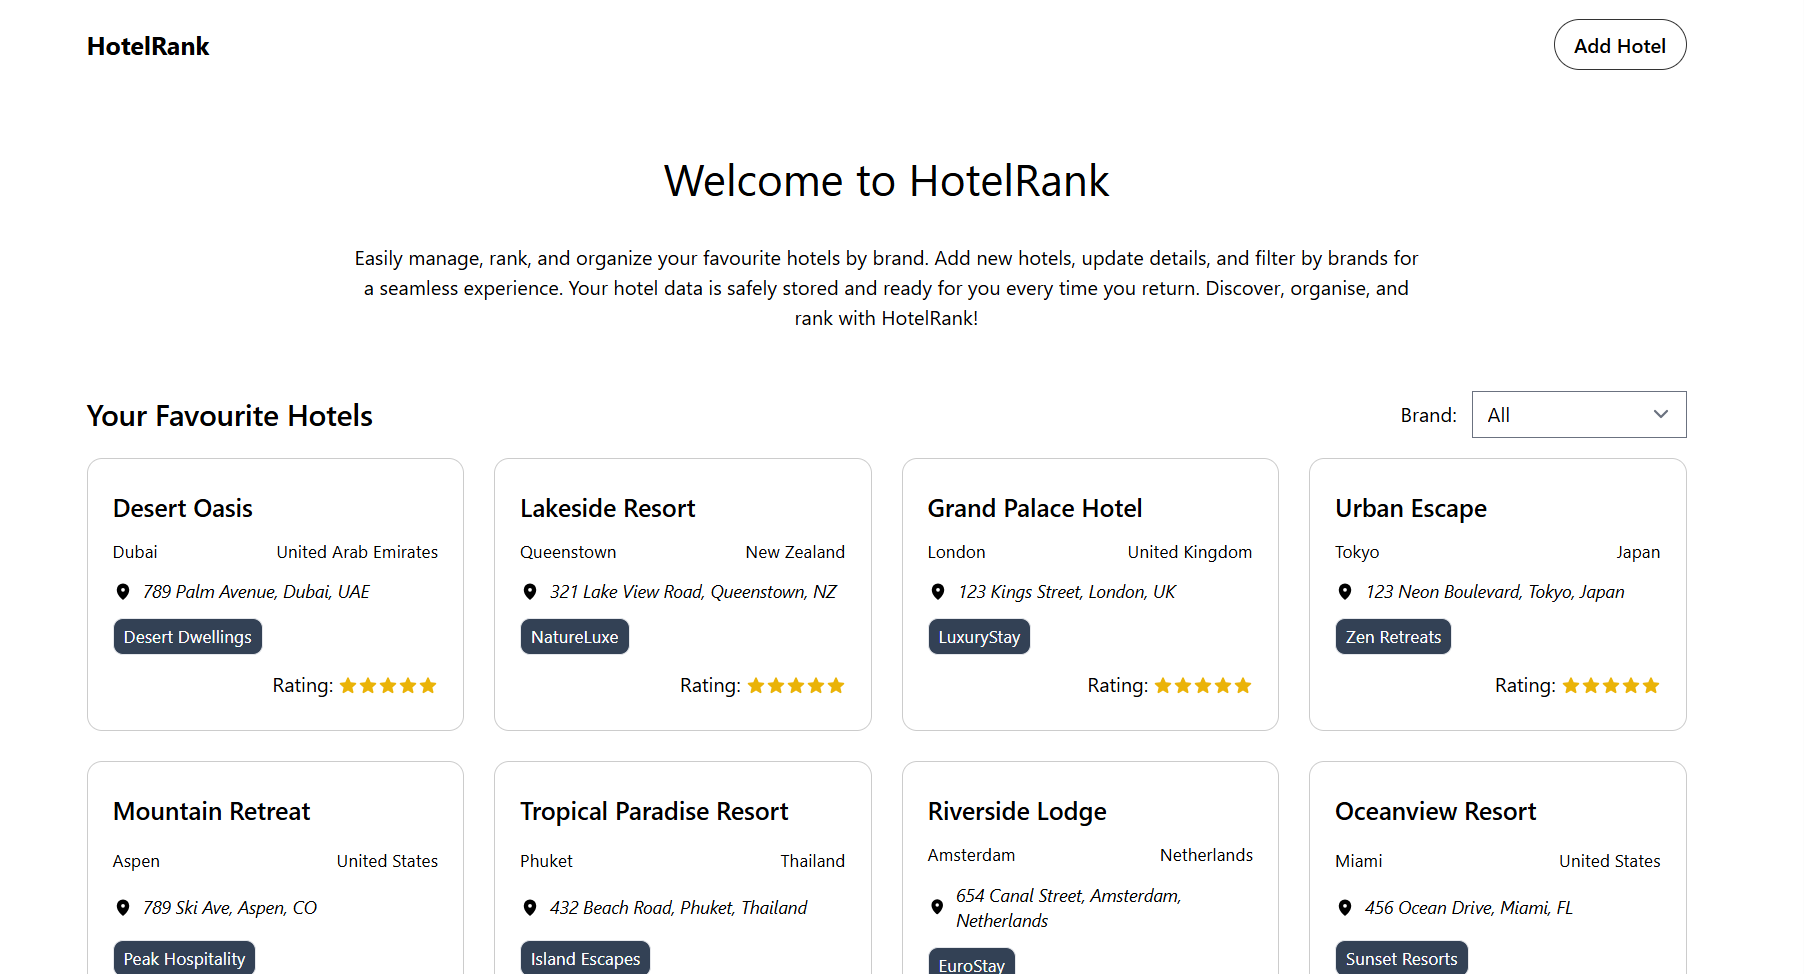 HotelRank
Add Hotel
Welcome to HotelRank
Easily manage, rank, and organize your favourite hotels by brand. Add new hotels, update details, and filter by brands for
a seamless experience. Your hotel data is safely stored and ready for you every time you return. Discover, organise, and
rank with HotelRank!
Your Favourite Hotels
Brand: All
Desert Oasis
Dubai United Arab Emirates
789 Palm Avenue, Dubai, UAE
Desert Dwellings
Rating:
Lakeside Resort
Queenstown New Zealand
321 Lake View Road, Queenstown, NZ
NatureLuxe
Rating:
Grand Palace Hotel
London United Kingdom
123 Kings Street, London, UK
LuxuryStay
Rating:
Urban Escape
Tokyo Japan
123 Neon Boulevard, Tokyo, Japan
Zen Retreats
Rating:
Mountain Retreat
Aspen United States
789 Ski Ave, Aspen, CO
Peak Hospitality
Tropical Paradise Resort
Phuket Thailand
432 Beach Road, Phuket, Thailand
Island Escapes
Riverside Lodge
Amsterdam Netherlands
654 Canal Street, Amsterdam,
Netherlands
EuroStay
Oceanview Resort
Miami United States
456 Ocean Drive, Miami, FL
Sunset Resorts